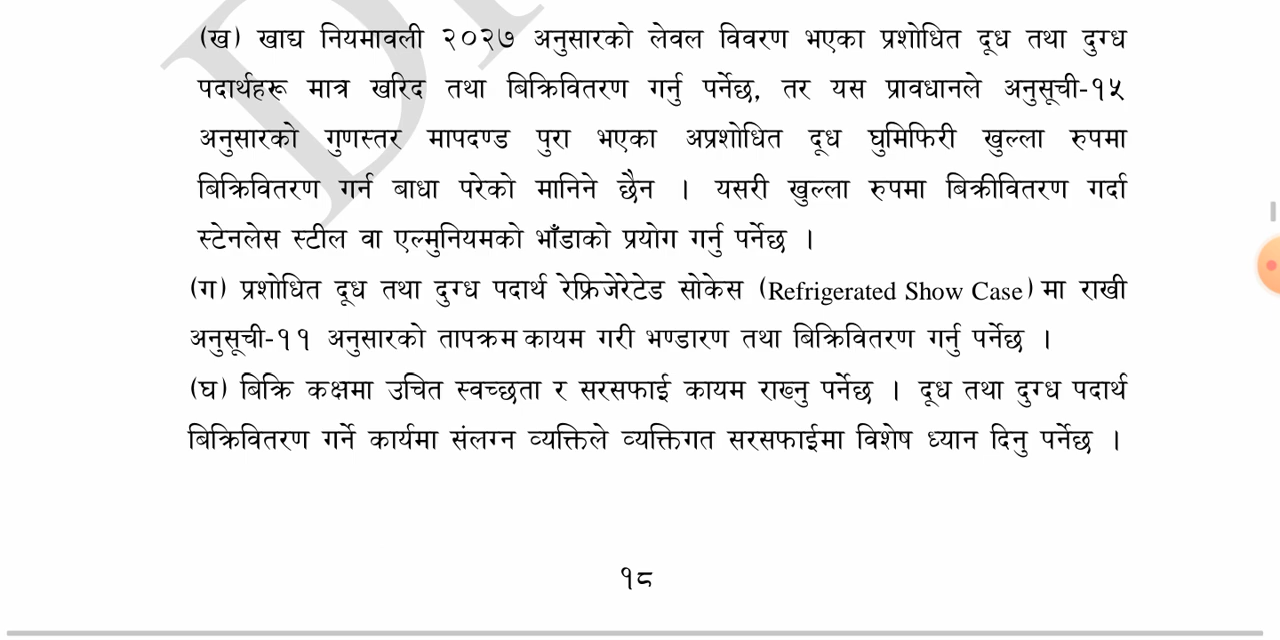 (ख) खाद्य नियमावली २०२७ अनुसारको लेवल विवरण भएका प्रशोधित दूध तथा दुग्ध
पदार्थहरू मात्र खरिद तथा बिक्रिवितरण गर्नु पर्नेछ, तर यस प्रावधानले अनुसूची-१५
अनुसारको गुणस्तर मापदण्ड पुरा भएका अप्रशोधित दूध घुमिफिरी खुल्ला रुपमा
बिक्रिवितरण गर्न बाधा परेको मानिने छैन । यसरी खुल्ला रुपमा बिक्रीवितरण गर्दा
स्टेनलेस स्टील वा एल्मुनियमको भाँडाको प्रयोग गर्नु पर्नेछ ।
(ग) प्रशोधित दूध तथा दुग्ध पदार्थ रेफ्रिजेरेटेड सोकेस (Refrigerated Show Case) मा राखी
अनुसूची-११ अनुसारको तापक्रम कायम गरी भण्डारण तथा बिक्रिवितरण गर्नु पर्नेछ ।
(घ) बिक्रि कक्षमा उचित स्वच्छता र सरसफाई कायम राख्नु पर्नेछ । दूध तथा दुग्ध पदार्थ
बिक्रिवितरण गर्ने कार्यमा संलग्न व्यक्तिले व्यक्तिगत सरसफाईमा विशेष ध्यान दिनु पर्नेछ ।
१८